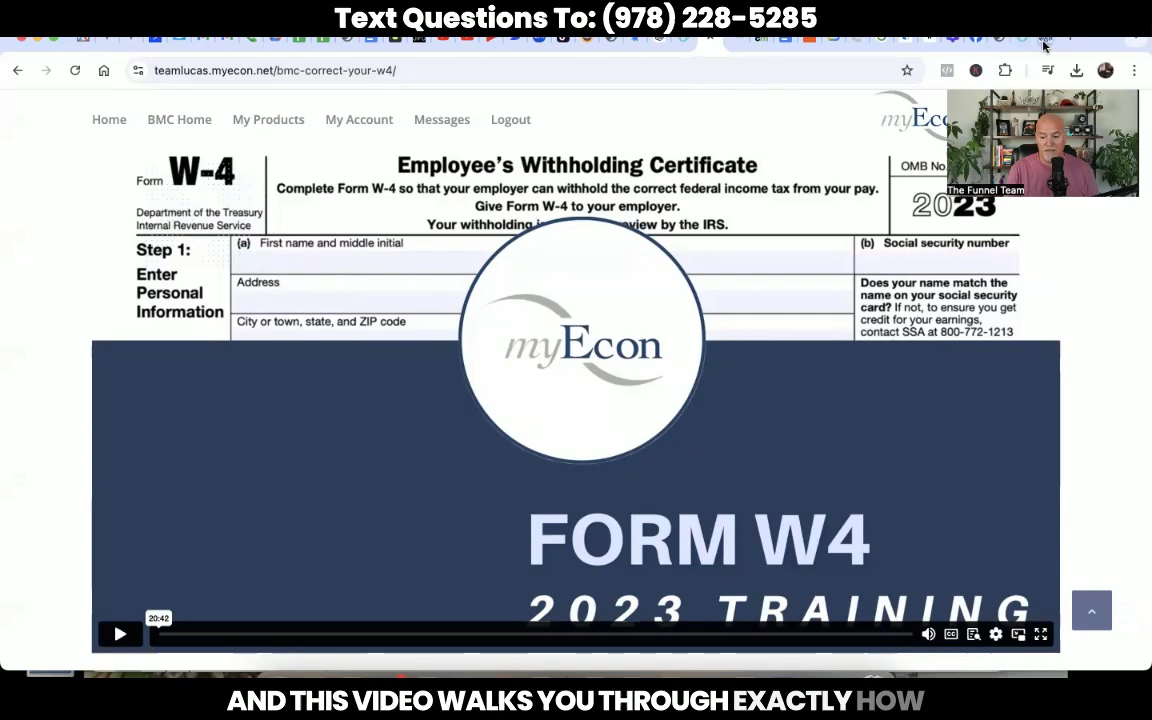 Text Questions To: (978) 228-5285
teamlucas.myecon.net/bmc-correct-your-w4/
Home BMC Home My Products My Account Messages Logout
myEc
The Funnel Team
Form W-4
Department of the Treasury
Internal Revenue Service
Employee's Withholding Certificate
Complete Form W-4 so that your employer can withhold the correct federal income tax from your pay.
Give Form W-4 to your employer.
Your withholding is view by the IRS.
OMB No.
2023
Step 1:
Enter
Personal
Information
(a) First name and middle initial
Address
City or town, state, and ZIP code
(b) Social security number
Does your name match the
name on your social security
card? If not, to ensure you get
credit for your earnings,
contact SSA at 800-772-1213
myEcon
FORM W4
2023 TRAINING
20:42
CC
AND THIS VIDEO WALKS YOU THROUGH EXACTLY HOW